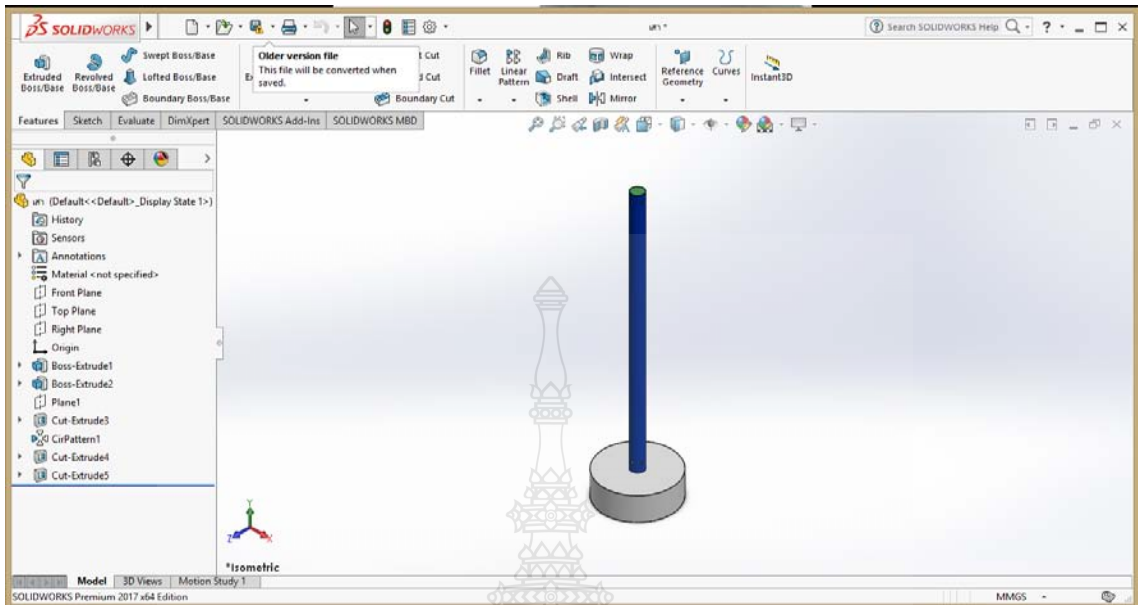 SOLIDWORKS
เสา *
Search SOLIDWORKS Help
Extruded Boss/Base
Revolved Boss/Base
Swept Boss/Base
Lofted Boss/Base
Boundary Boss/Base
Older version file
This file will be converted when
saved.
t Cut
d Cut
Boundary Cut
Fillet
Linear Pattern
Rib
Draft
Shell
Wrap
Intersect
Mirror
Reference Geometry
Curves
Instant3D
Features Sketch Evaluate DimXpert SOLIDWORKS Add-Ins SOLIDWORKS MBD
(Default<<Default>_Display State 1>)
History
Sensors
Annotations
Material <not specified>
Front Plane
Top Plane
Right Plane
Origin
Boss-Extrude1
Boss-Extrude2
Plane1
Cut-Extrude3
CirPattern1
Cut-Extrude4
Cut-Extrude5
Y
Z
X
*Isometric
Model 3D Views Motion Study 1
SOLIDWORKS Premium 2017 x64 Edition
MMGS